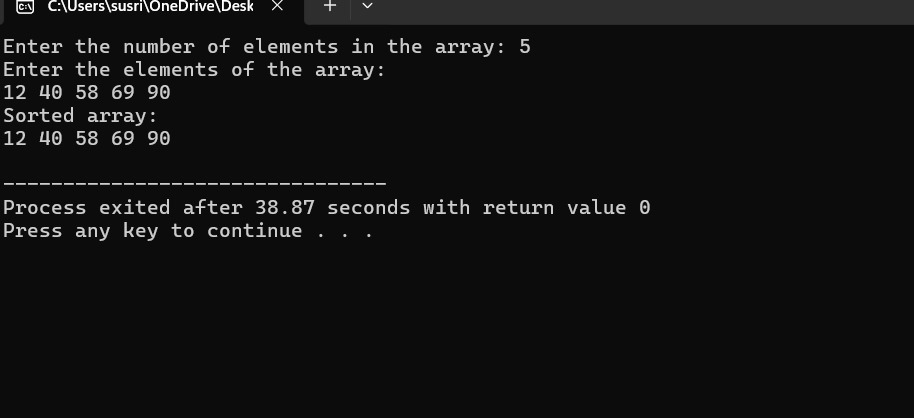 C:\Users\susri\OneDrive\Desk
Enter the number of elements in the array: 5
Enter the elements of the array:
12 40 58 69 90
Sorted array:
12 40 58 69 90
--------------------------------
Process exited after 38.87 seconds with return value 0
Press any key to continue . . .